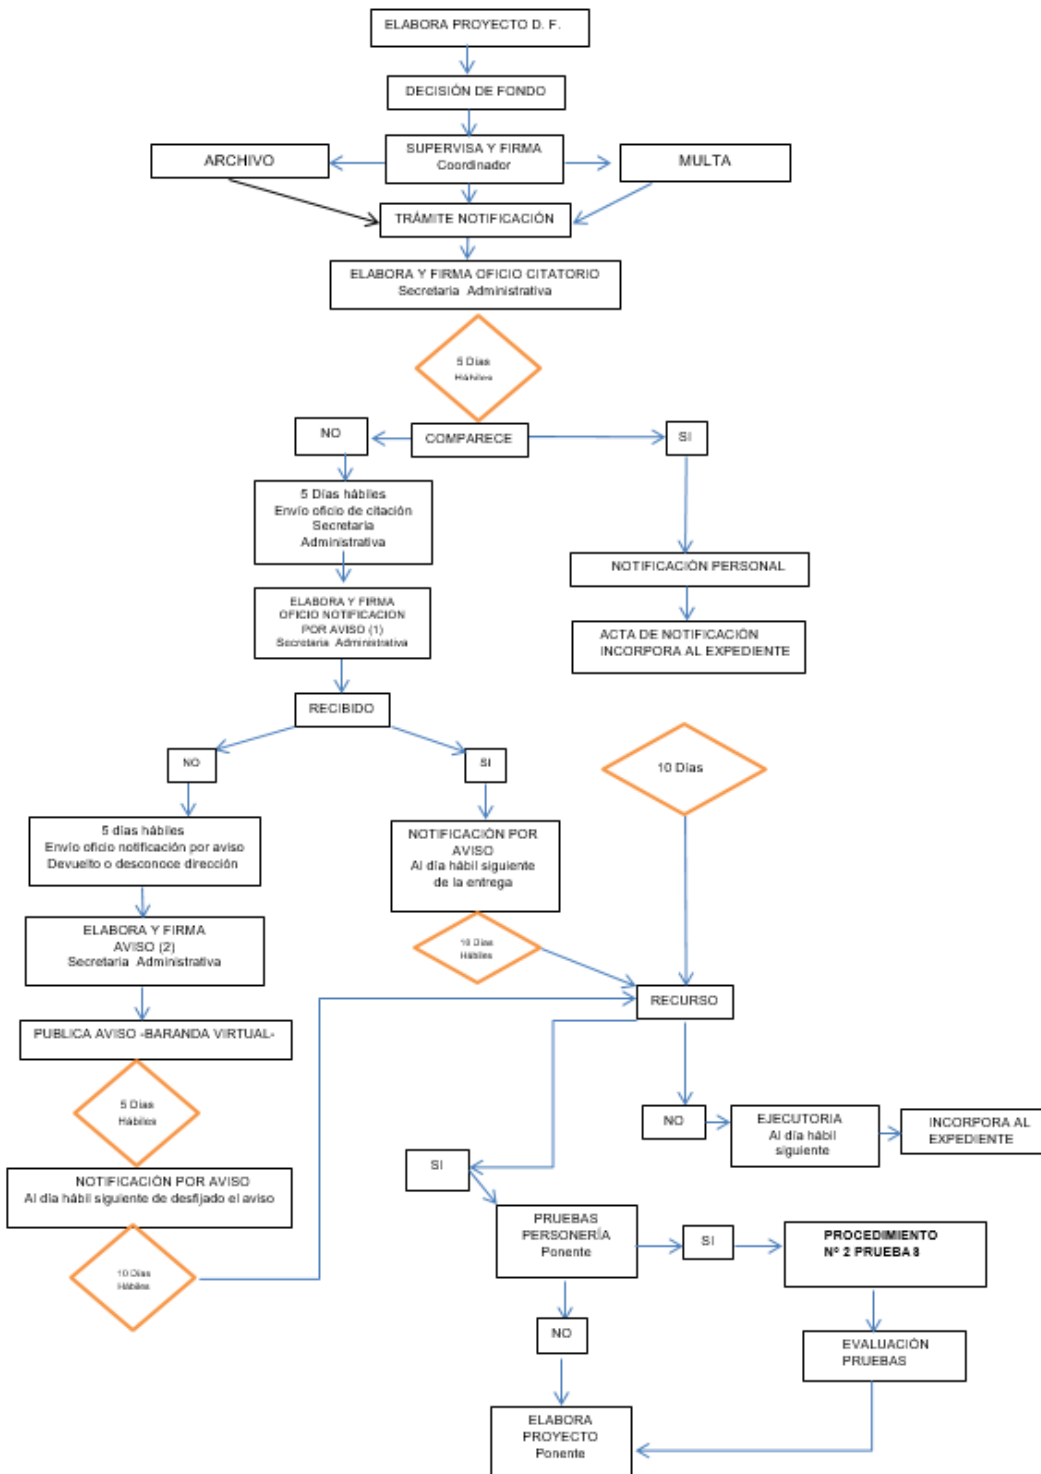 ELABORA PROYECTO D. F.
DECISIÓN DE FONDO
SUPERVISA Y FIRMA
Coordinador
ARCHIVO
MULTA
TRÁMITE NOTIFICACIÓN
ELABORA Y FIRMA OFICIO CITATORIO
Secretaria Administrativa
5 Días
Hábiles
NO
COMPARECE
SI
5 Días hábiles
Envío oficio de citación
Secretaria
Administrativa
NOTIFICACIÓN PERSONAL
ELABORA Y FIRMA
OFICIO NOTIFICACION
POR AVISO (1)
Secretaria Administrativa
ACTA DE NOTIFICACIÓN
INCORPORA AL EXPEDIENTE
RECIBIDO
NO
SI
10 Días
5 días hábiles
Envío oficio notificación por aviso
Devuelto o desconoce dirección
NOTIFICACIÓN POR
AVISO
Al día hábil siguiente
de la entrega
ELABORA Y FIRMA
AVISO (2)
Secretaria Administrativa
10 Días
Hábiles
RECURSO
PUBLICA AVISO -BARANDA VIRTUAL-
5 Días
Hábiles
NO
EJECUTORIA
Al día hábil
siguiente
INCORPORA AL
EXPEDIENTE
SI
NOTIFICACIÓN POR AVISO
Al día hábil siguiente de desfijado el aviso
PRUEBAS
PERSONERÍA
Ponente
SI
PROCEDIMIENTO
Nº 2 PRUEBAS
10 Días
Hábiles
NO
EVALUACIÓN
PRUEBAS
ELABORA
PROYECTO
Ponente